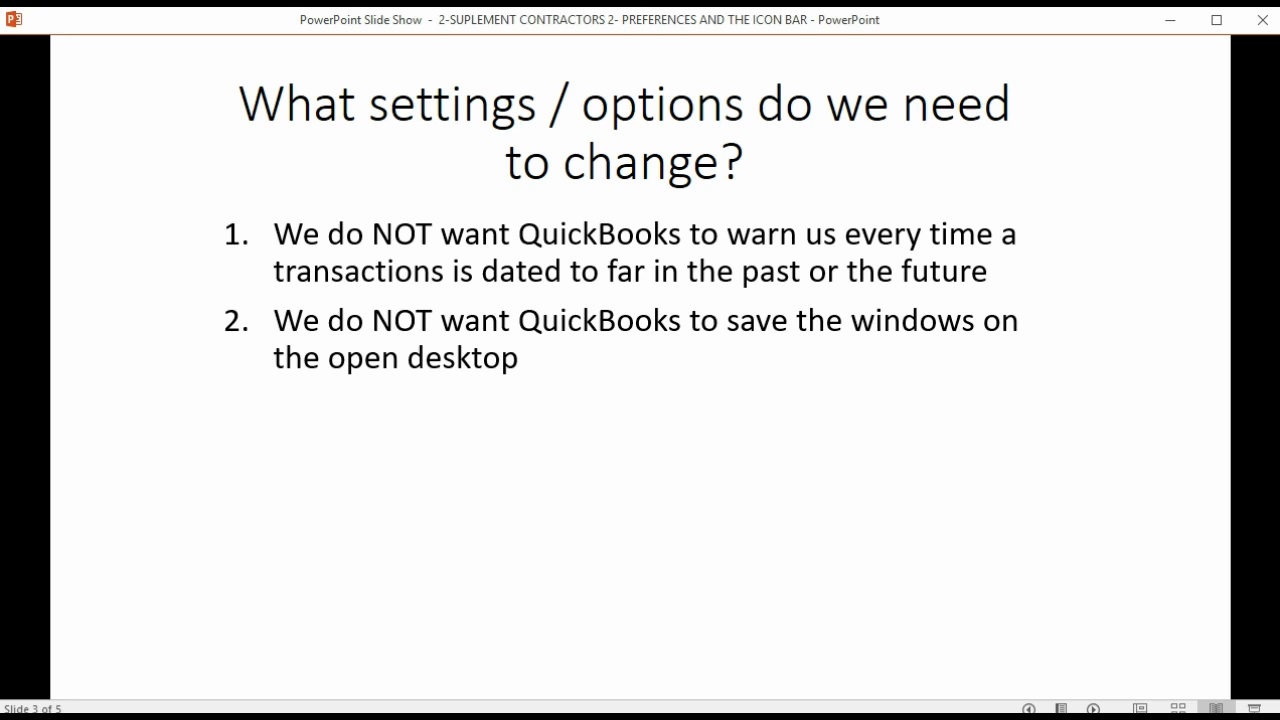 PowerPoint Slide Show - 2-SUPLEMENT CONTRACTORS 2- PREFERENCES AND THE ICON BAR - PowerPoint
What settings / options do we need
to change?
1. We do NOT want QuickBooks to warn us every time a
transactions is dated to far in the past or the future
2. We do NOT want QuickBooks to save the windows on
the open desktop
Slide 3 of 5